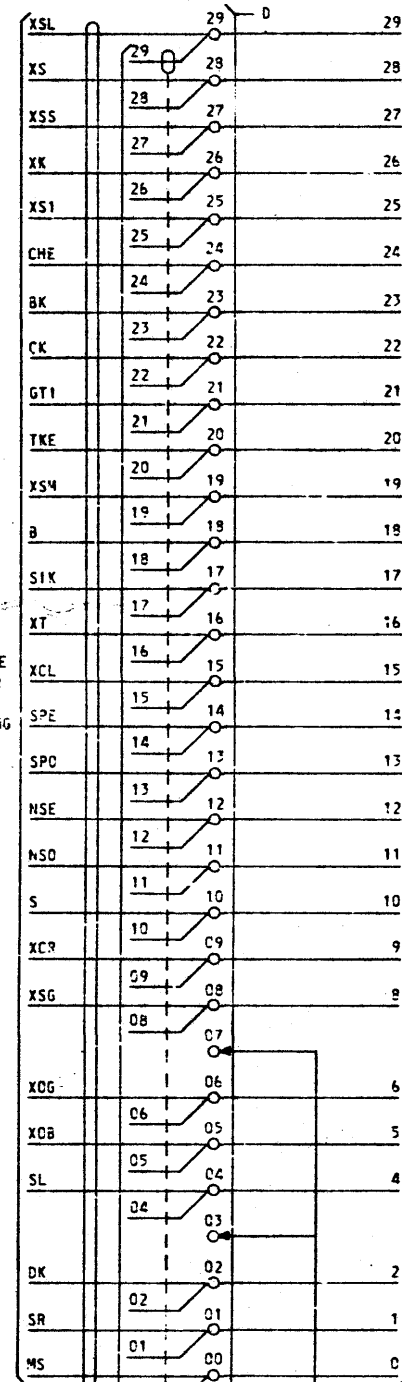 D
XSL 29 29
29
XS 28 28
28
XSS 27 27
27
XK 26 26
26
XS1 25 25
25
CHE 24 24
24
BK 23 23
23
CK 22 22
22
GT1 21 21
21
TKE 20 20
20
XSM 19 19
19
B 18 18
18
SIK 17 17
17
XT 16 16
16
XCL 15 15
15
SPE 14 14
14
SPO 13 13
13
NSE 12 12
12
NSO 11 11
11
S 10 10
10
XCR 09 9
09
XSG 08 8
08
07
XOG 06 6
06
XOB 05 5
05
SL 04 4
04
03
DK 02 2
02
SR 01 1
01
MS 00 0